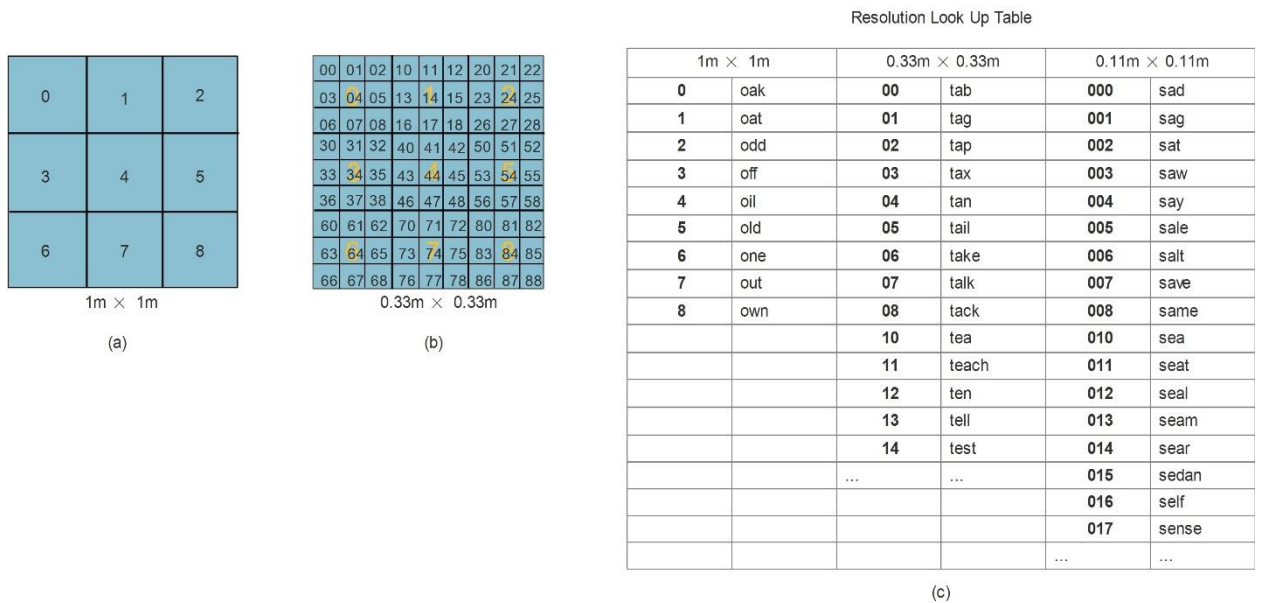 Resolution Look Up Table
0 1 2
3 4 5
6 7 8
1m × 1m
(a)
00 01 02 10 11 12 20 21 22
03 04 05 13 14 15 23 24 25
0 1 2
06 07 08 16 17 18 26 27 28
30 31 32 40 41 42 50 51 52
33 34 35 43 44 45 53 54 55
3 4 5
36 37 38 46 47 48 56 57 58
60 61 62 70 71 72 80 81 82
63 64 65 73 74 75 83 84 85
6 7 8
66 67 68 76 77 78 86 87 88
0.33m × 0.33m
(b)
1m × 1m 0.33m × 0.33m 0.11m × 0.11m
0 oak 00 tab 000 sad
1 oat 01 tag 001 sag
2 odd 02 tap 002 sat
3 off 03 tax 003 saw
4 oil 04 tan 004 say
5 old 05 tail 005 sale
6 one 06 take 006 salt
7 out 07 talk 007 save
8 own 08 tack 008 same
10 tea 010 sea
11 teach 011 seat
12 ten 012 seal
13 tell 013 seam
14 test 014 sear
... ... 015 sedan
016 self
017 sense
... ...
(c)